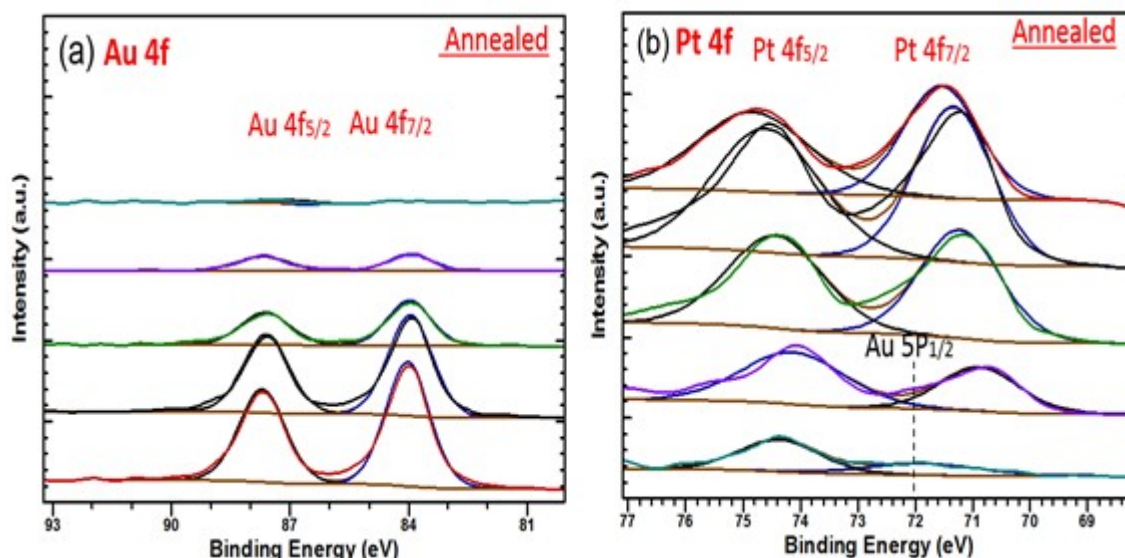 (a) Au 4f
Annealed
Au 4f5/2 Au 4f7/2
Intensity (a.u.)
93 90 87 84 81
Binding Energy (eV)
(b) Pt 4f
Pt 4f5/2 Pt 4f7/2
Annealed
Au 5P1/2
Intensity (a.u.)
77 76 75 74 73 72 71 70 69
Binding Energy (eV)